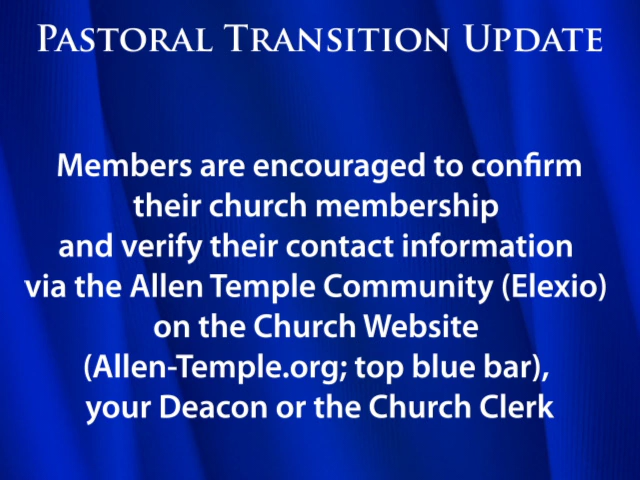 PASTORAL TRANSITION UPDATE
Members are encouraged to confirm
their church membership
and verify their contact information
via the Allen Temple Community (Elexio)
on the Church Website
(Allen-Temple.org; top blue bar),
your Deacon or the Church Clerk